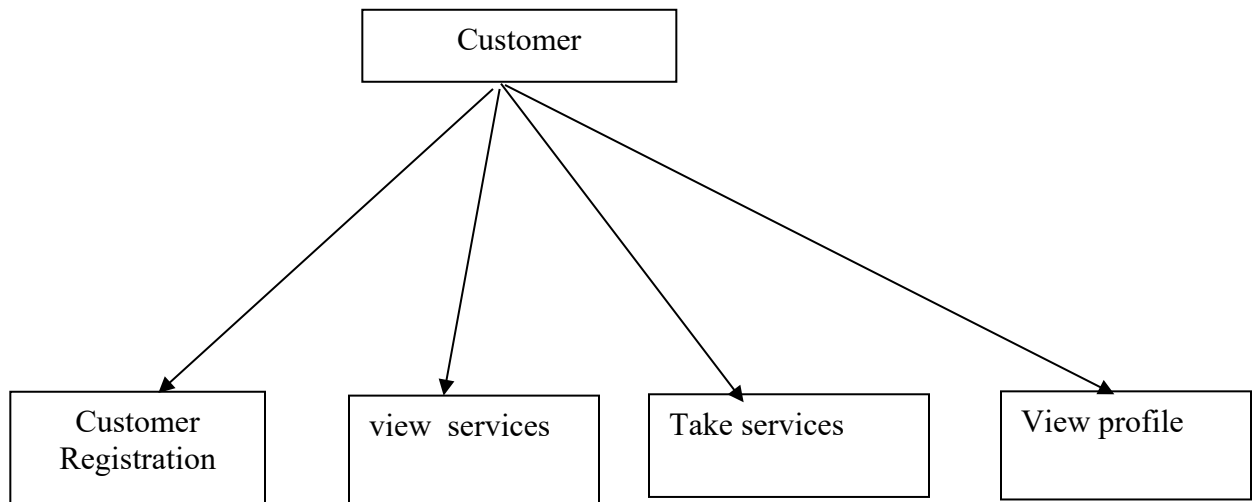 Customer
Customer
Registration
view services
Take services
View profile